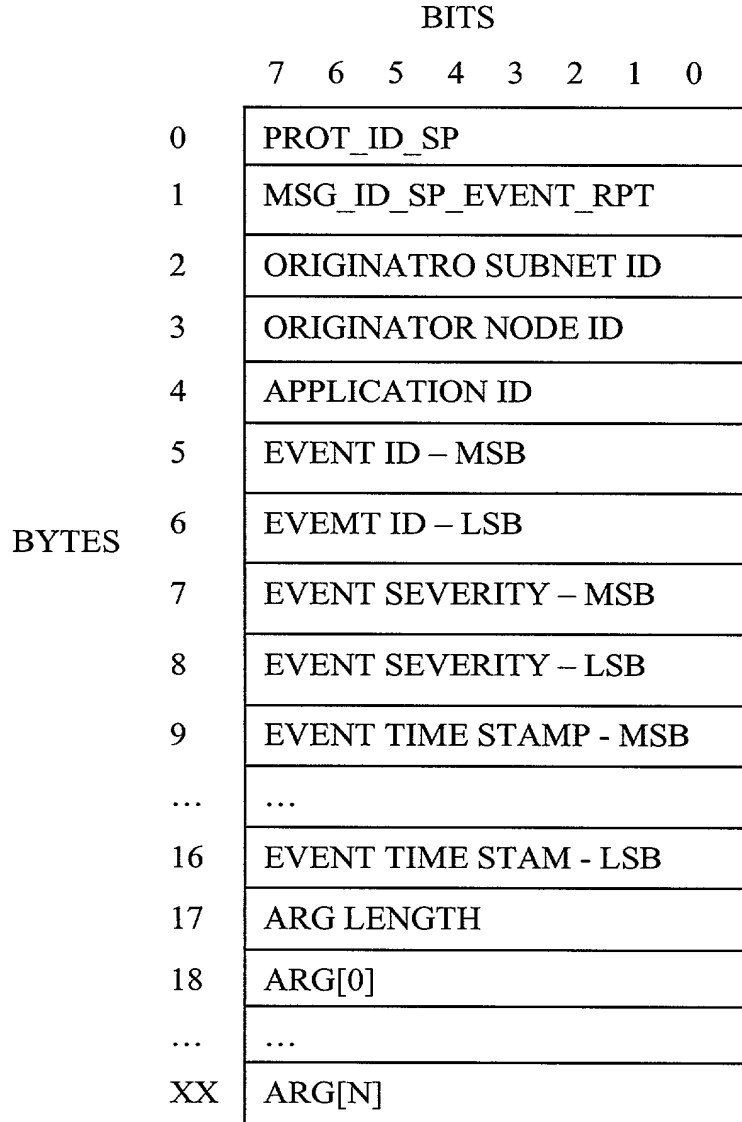 BITS
7 6 5 4 3 2 1 0
0 PROT_ID_SP
1 MSG_ID_SP_EVENT_RPT
2 ORIGINATRO SUBNET ID
3 ORIGINATOR NODE ID
4 APPLICATION ID
5 EVENT ID – MSB
BYTES 6 EVEMT ID – LSB
7 EVENT SEVERITY – MSB
8 EVENT SEVERITY – LSB
9 EVENT TIME STAMP - MSB
... ...
16 EVENT TIME STAM - LSB
17 ARG LENGTH
18 ARG[0]
... ...
XX ARG[N]